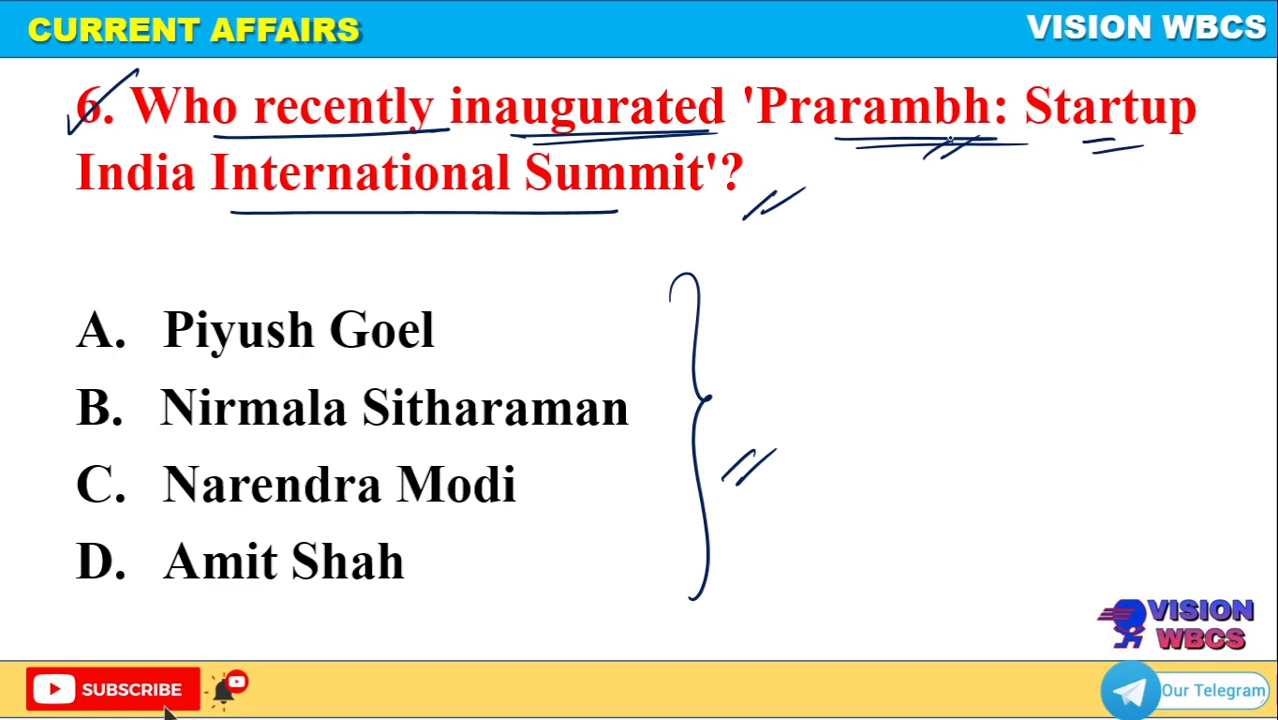 CURRENT AFFAIRS
VISION WBCS
6. Who recently inaugurated 'Prarambh: Startup
India International Summit'?
A. Piyush Goel
B. Nirmala Sitharaman
C. Narendra Modi
D. Amit Shah
VISION
WBCS
SUBSCRIBE
Our Telegram